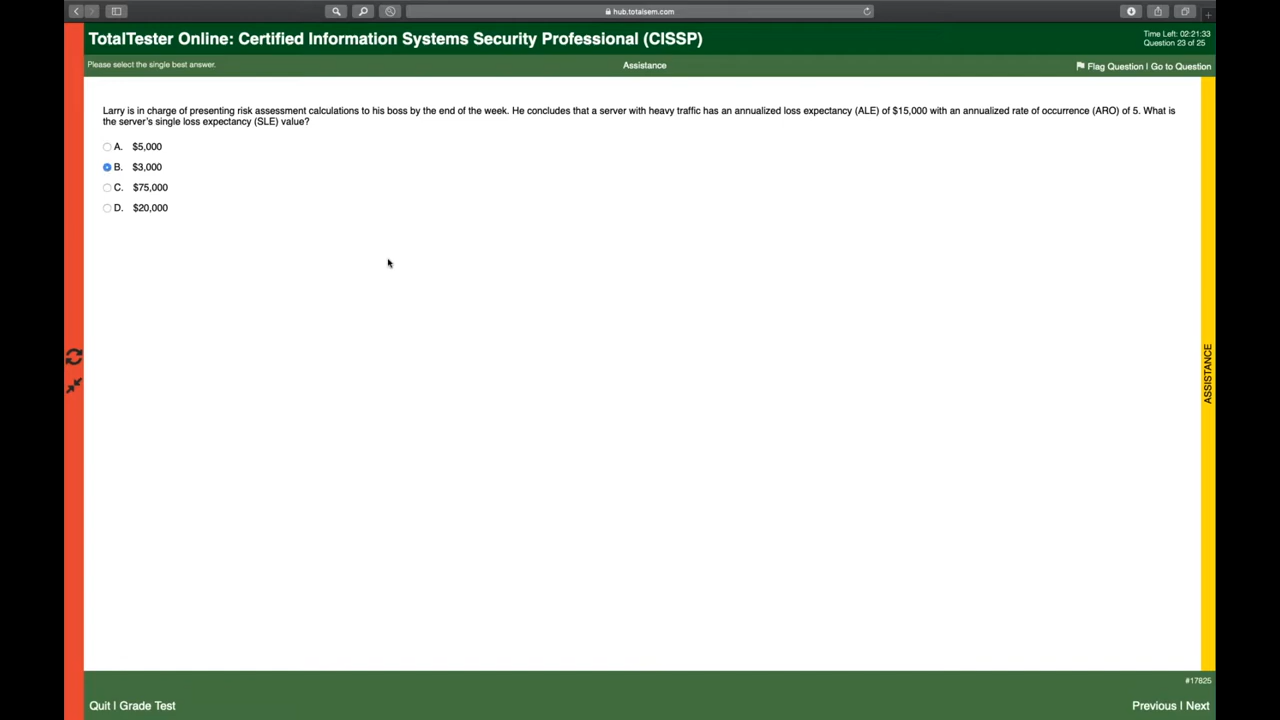 hub.totalsem.com
TotalTester Online: Certified Information Systems Security Professional (CISSP)
Time Left: 02:21:33
Question 23 of 25
Please select the single best answer.
Assistance
Flag Question | Go to Question
Larry is in charge of presenting risk assessment calculations to his boss by the end of the week. He concludes that a server with heavy traffic has an annualized loss expectancy (ALE) of $15,000 with an annualized rate of occurrence (ARO) of 5. What is
the server's single loss expectancy (SLE) value?
A. $5,000
B. $3,000
C. $75,000
D. $20,000
ASSISTANCE
#17825
Quit | Grade Test
Previous | Next